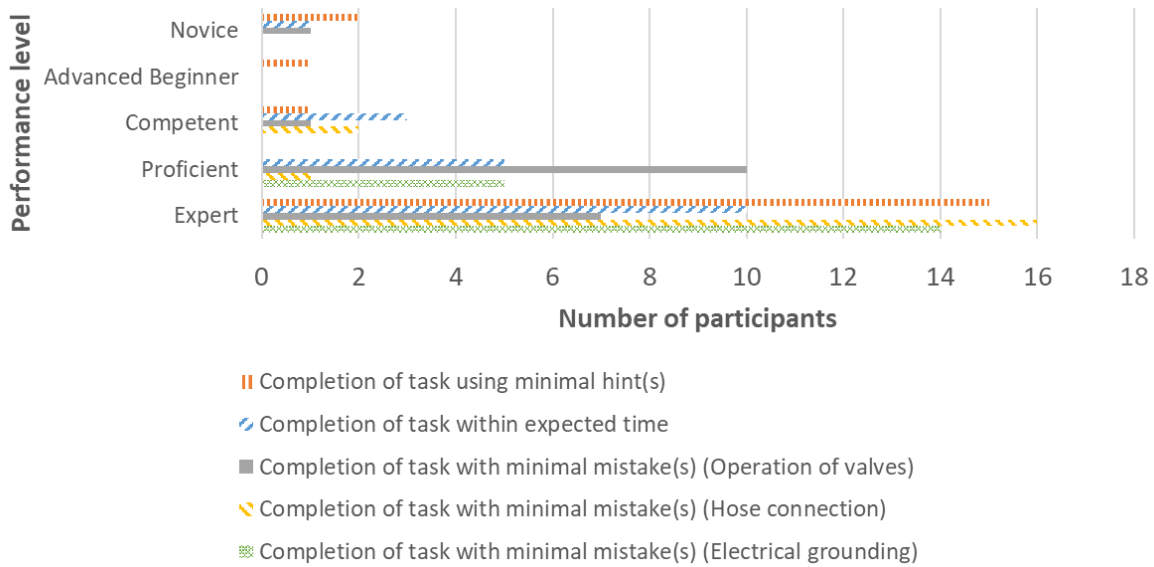 Performance level
Novice
Advanced Beginner
Competent
Proficient
Expert
0 2 4 6 8 10 12 14 16 18
Number of participants
Completion of task using minimal hint(s)
Completion of task within expected time
Completion of task with minimal mistake(s) (Operation of valves)
Completion of task with minimal mistake(s) (Hose connection)
Completion of task with minimal mistake(s) (Electrical grounding)